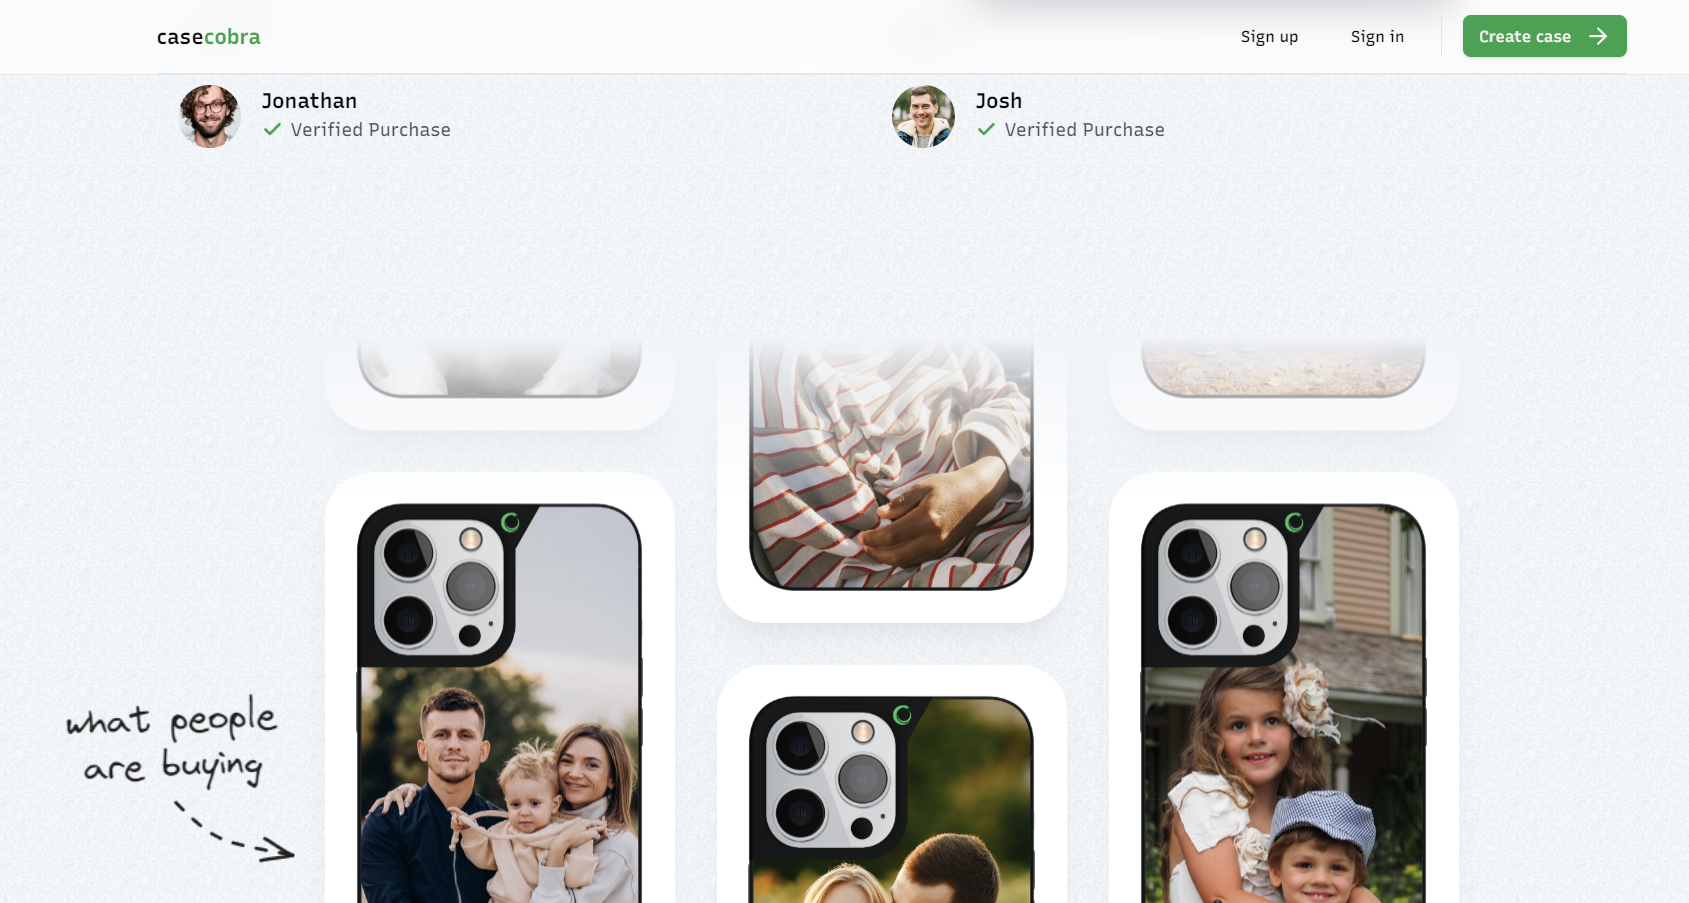 casecobra
Sign up
Sign in
Create case
Jonathan
Verified Purchase
Josh
Verified Purchase
what people
are buying